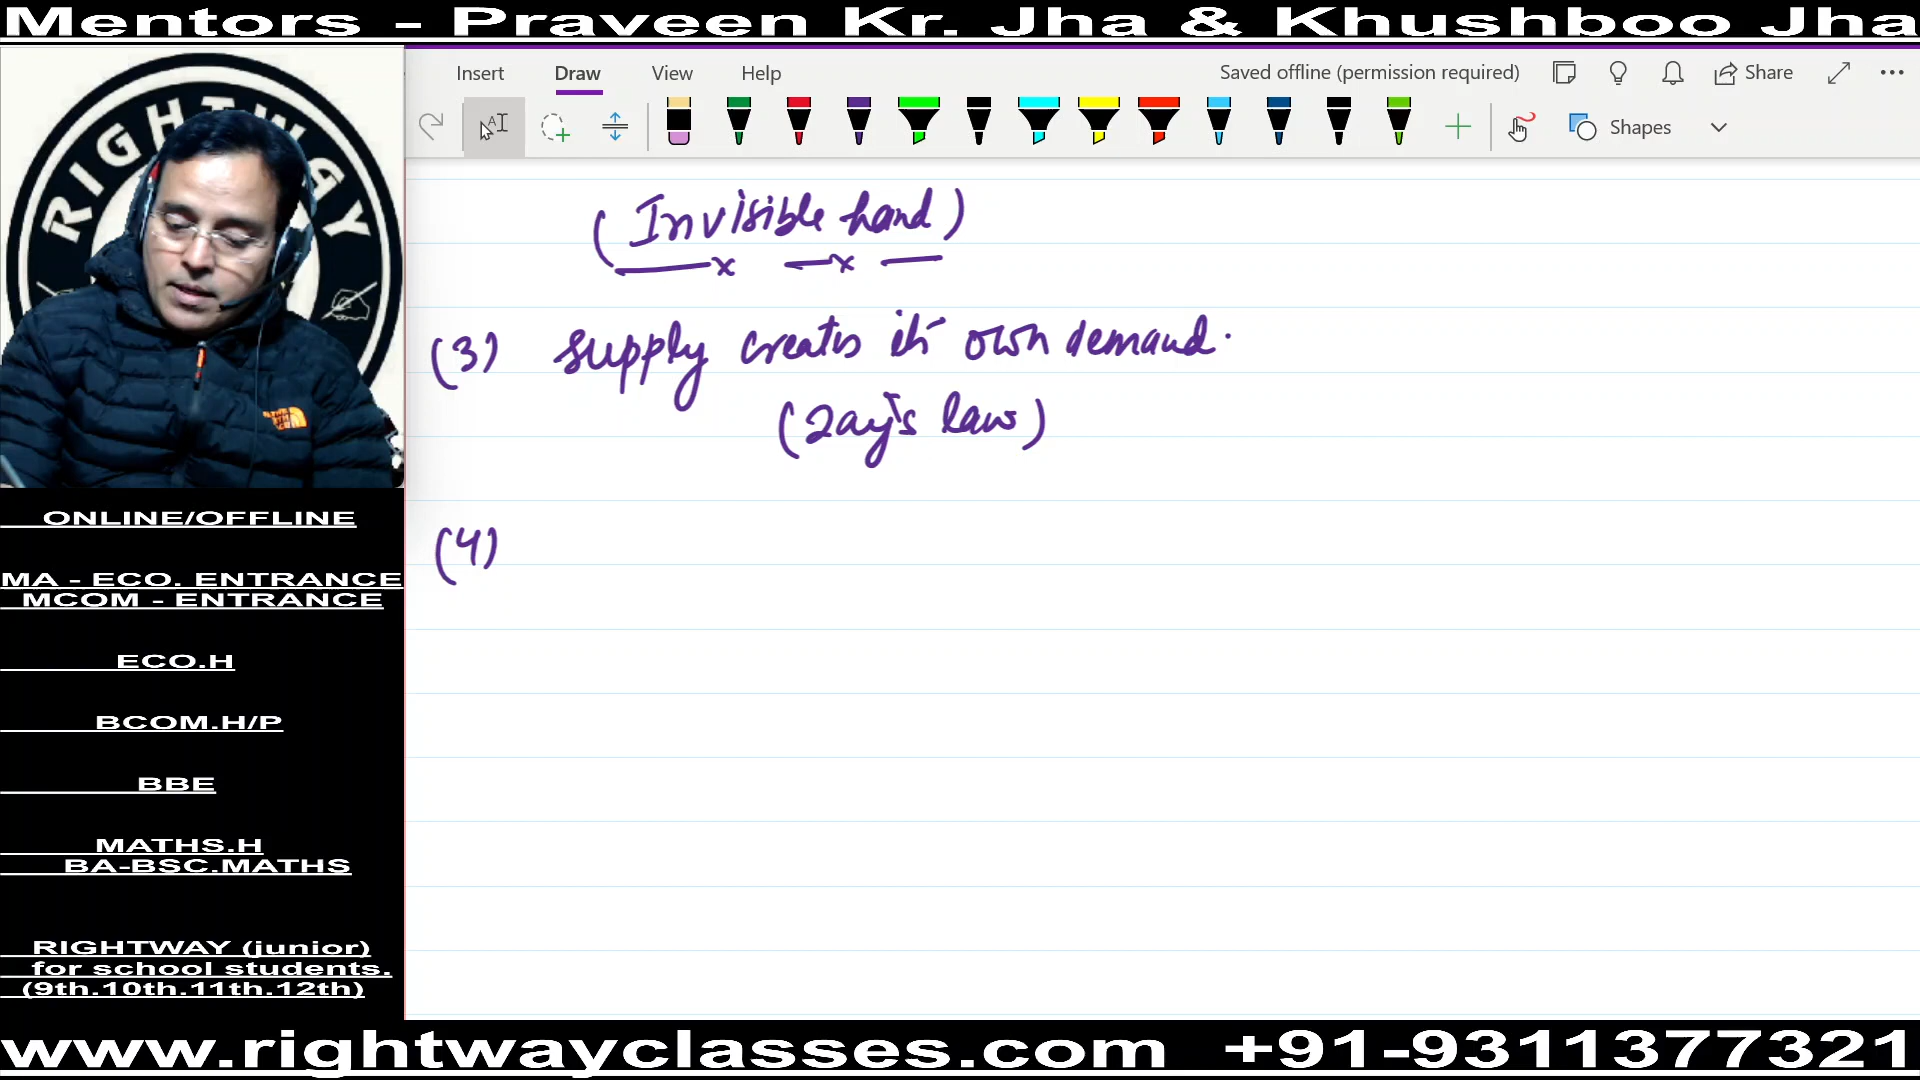 Mentors - Praveen Kr. Jha & Khushboo Jha
RIGHTWAY
Insert
Draw
View
Help
Saved offline (permission required)
Share
Shapes
(Invisible hand)
(3) Supply creates its own demand.
(Say's law)
(4)
ONLINE/OFFLINE
MA - ECO. ENTRANCE
MCOM - ENTRANCE
ECO.H
BCOM.H/P
BBE
MATHS.H
BA-BSC.MATHS
RIGHTWAY (junior)
for school students.
(9th.10th.11th.12th)
www.rightwayclasses.com +91-9311377321